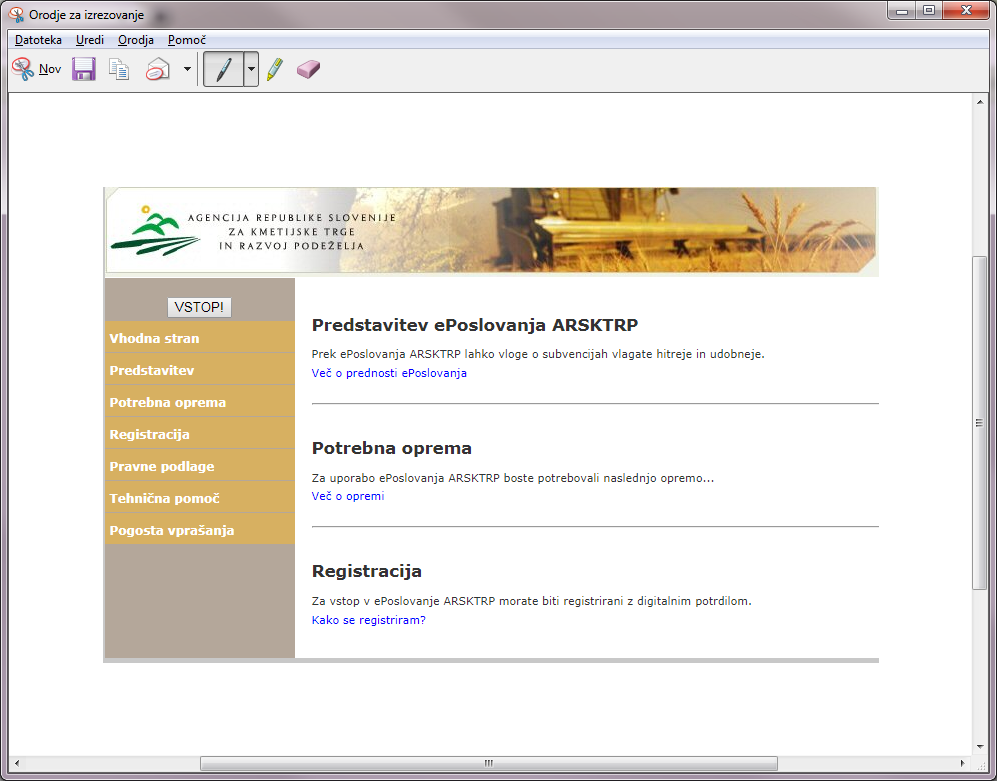 Orodje za izrezovanje
Datoteka Uredi Orodja Pomoč
Nov
AGENCIJA REPUBLIKE SLOVENIJE
ZA KMETIJSKE TRGE
IN RAZVOJ PODEŽELJA
VSTOP!
Vhodna stran
Predstavitev
Potrebna oprema
Registracija
Pravne podlage
Tehnična pomoč
Pogosta vprašanja
Predstavitev ePoslovanja ARSKTRP
Prek ePoslovanja ARSKTRP lahko vloge o subvencijah vlagate hitreje in udobneje.
Več o prednosti ePoslovanja
Potrebna oprema
Za uporabo ePoslovanja ARSKTRP boste potrebovali naslednjo opremo...
Več o opremi
Registracija
Za vstop v ePoslovanje ARSKTRP morate biti registrirani z digitalnim potrdilom.
Kako se registriram?